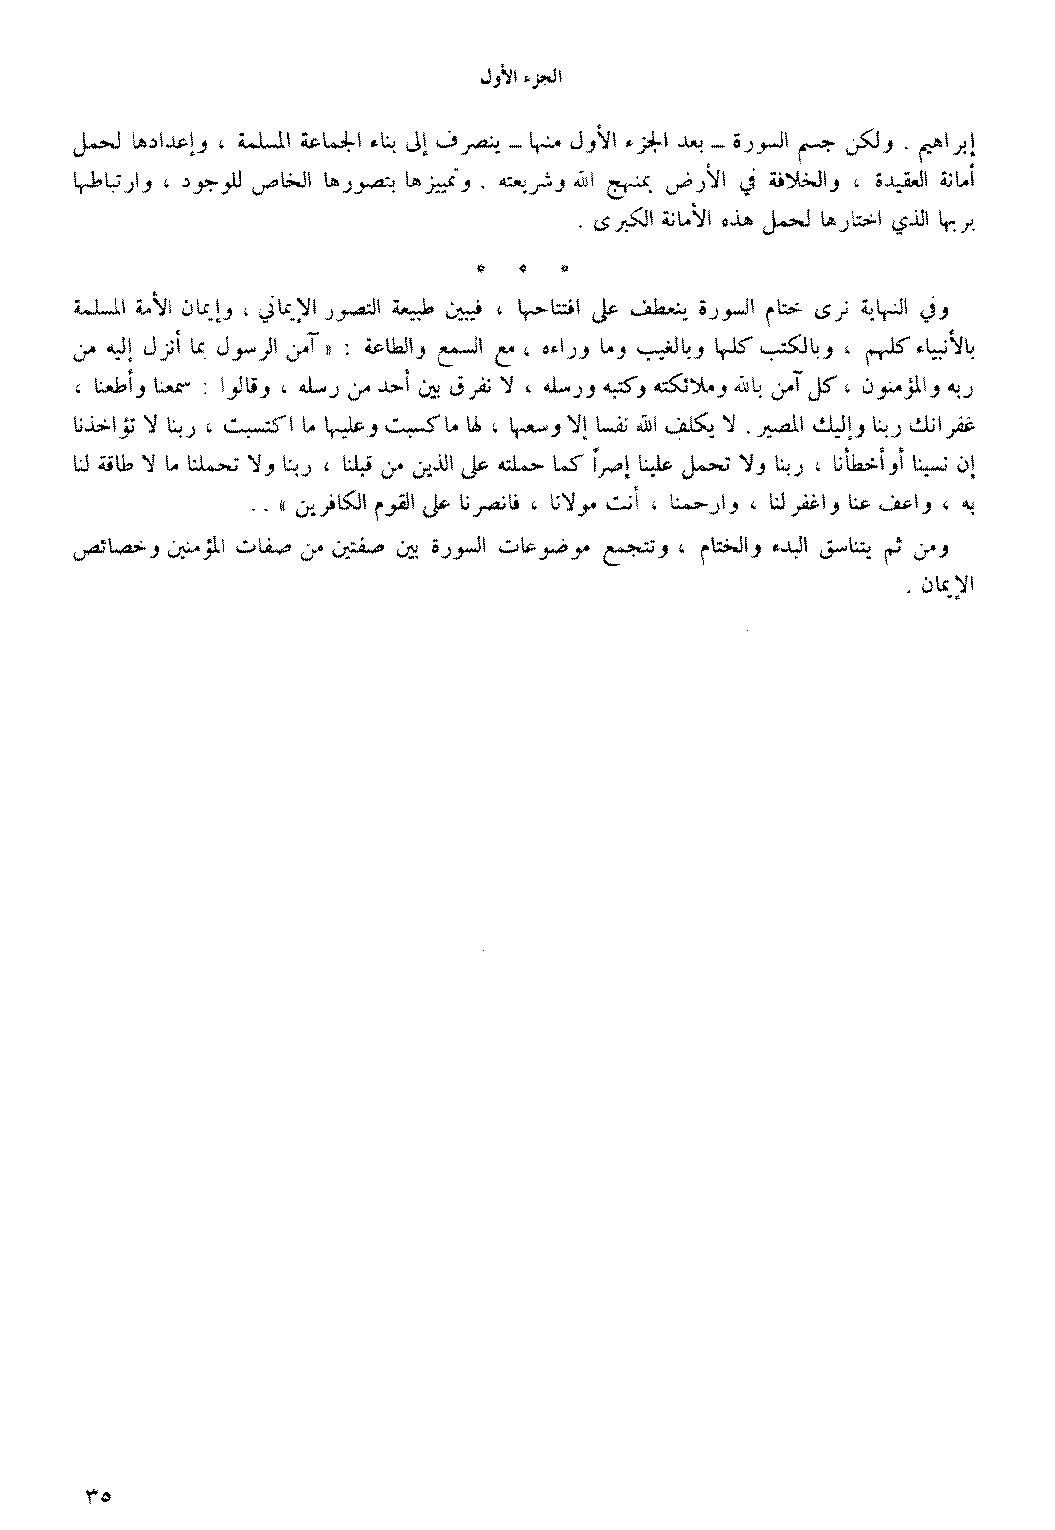 الجزء الأول
إبراهيم . ولكن جسم السورة – بعد الجزء الأول منها – ينصرف إلى بناء الجماعة المسلمة ، وإعدادها لحمل
أمانة العقيدة ، والخلافة في الأرض بمنهج الله وشريعته . وتمييزها بتصورها الخاص للوجود ، وارتباطها
بربها الذي اختارها لحمل هذه الأمانة الكبرى .
* * *
وفي النهاية نرى ختام السورة ينعطف على افتتاحها ، فيبين طبيعة التصور الإيماني ، وإيمان الأمة المسلمة
بالأنبياء كلهم ، وبالكتب كلها وبالغيب وما وراءه ، مع السمع والطاعة : « آمن الرسول بما أنزل إليه من
ربه والمؤمنون ، كل آمن بالله وملائكته وكتبه ورسله ، لا نفرق بين أحد من رسله ، وقالوا : سمعنا وأطعنا ،
غفرانك ربنا وإليك المصير . لا يكلف الله نفسا إلا وسعها ، لها ما كسبت وعليها ما اكتسبت ، ربنا لا تؤاخذنا
إن نسينا أو أخطأنا ، ربنا ولا تحمل علينا إصراً كما حملته على الذين من قبلنا ، ربنا ولا تحملنا ما لا طاقة لنا
به ، واعف عنا واغفر لنا ، وارحمنا ، أنت مولانا ، فانصرنا على القوم الكافرين » . .
ومن ثم يتناسق البدء والختام ، وتتجمع موضوعات السورة بين صفتين من صفات المؤمنين وخصائص
الإيمان .
٣٥